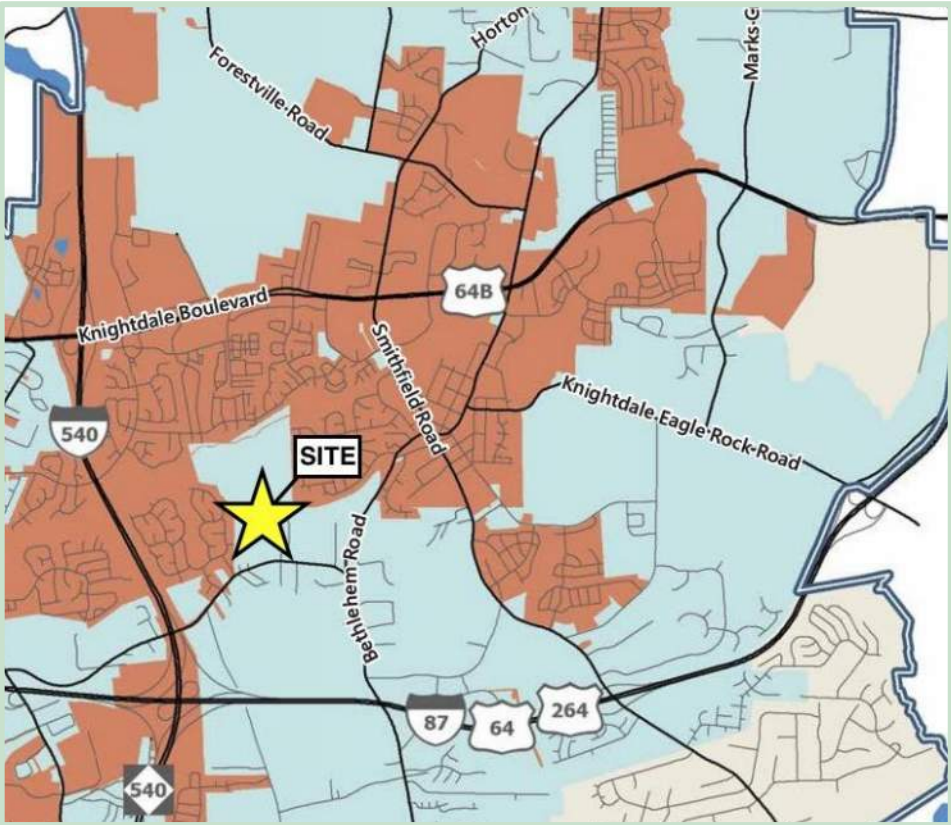 Horton
Marks G
Forestville Road
64B
Knightdale Boulevard
Smithfield Road
Knightdale Eagle Rock Road
540
SITE
Bethlehem Road
87
64
264
540